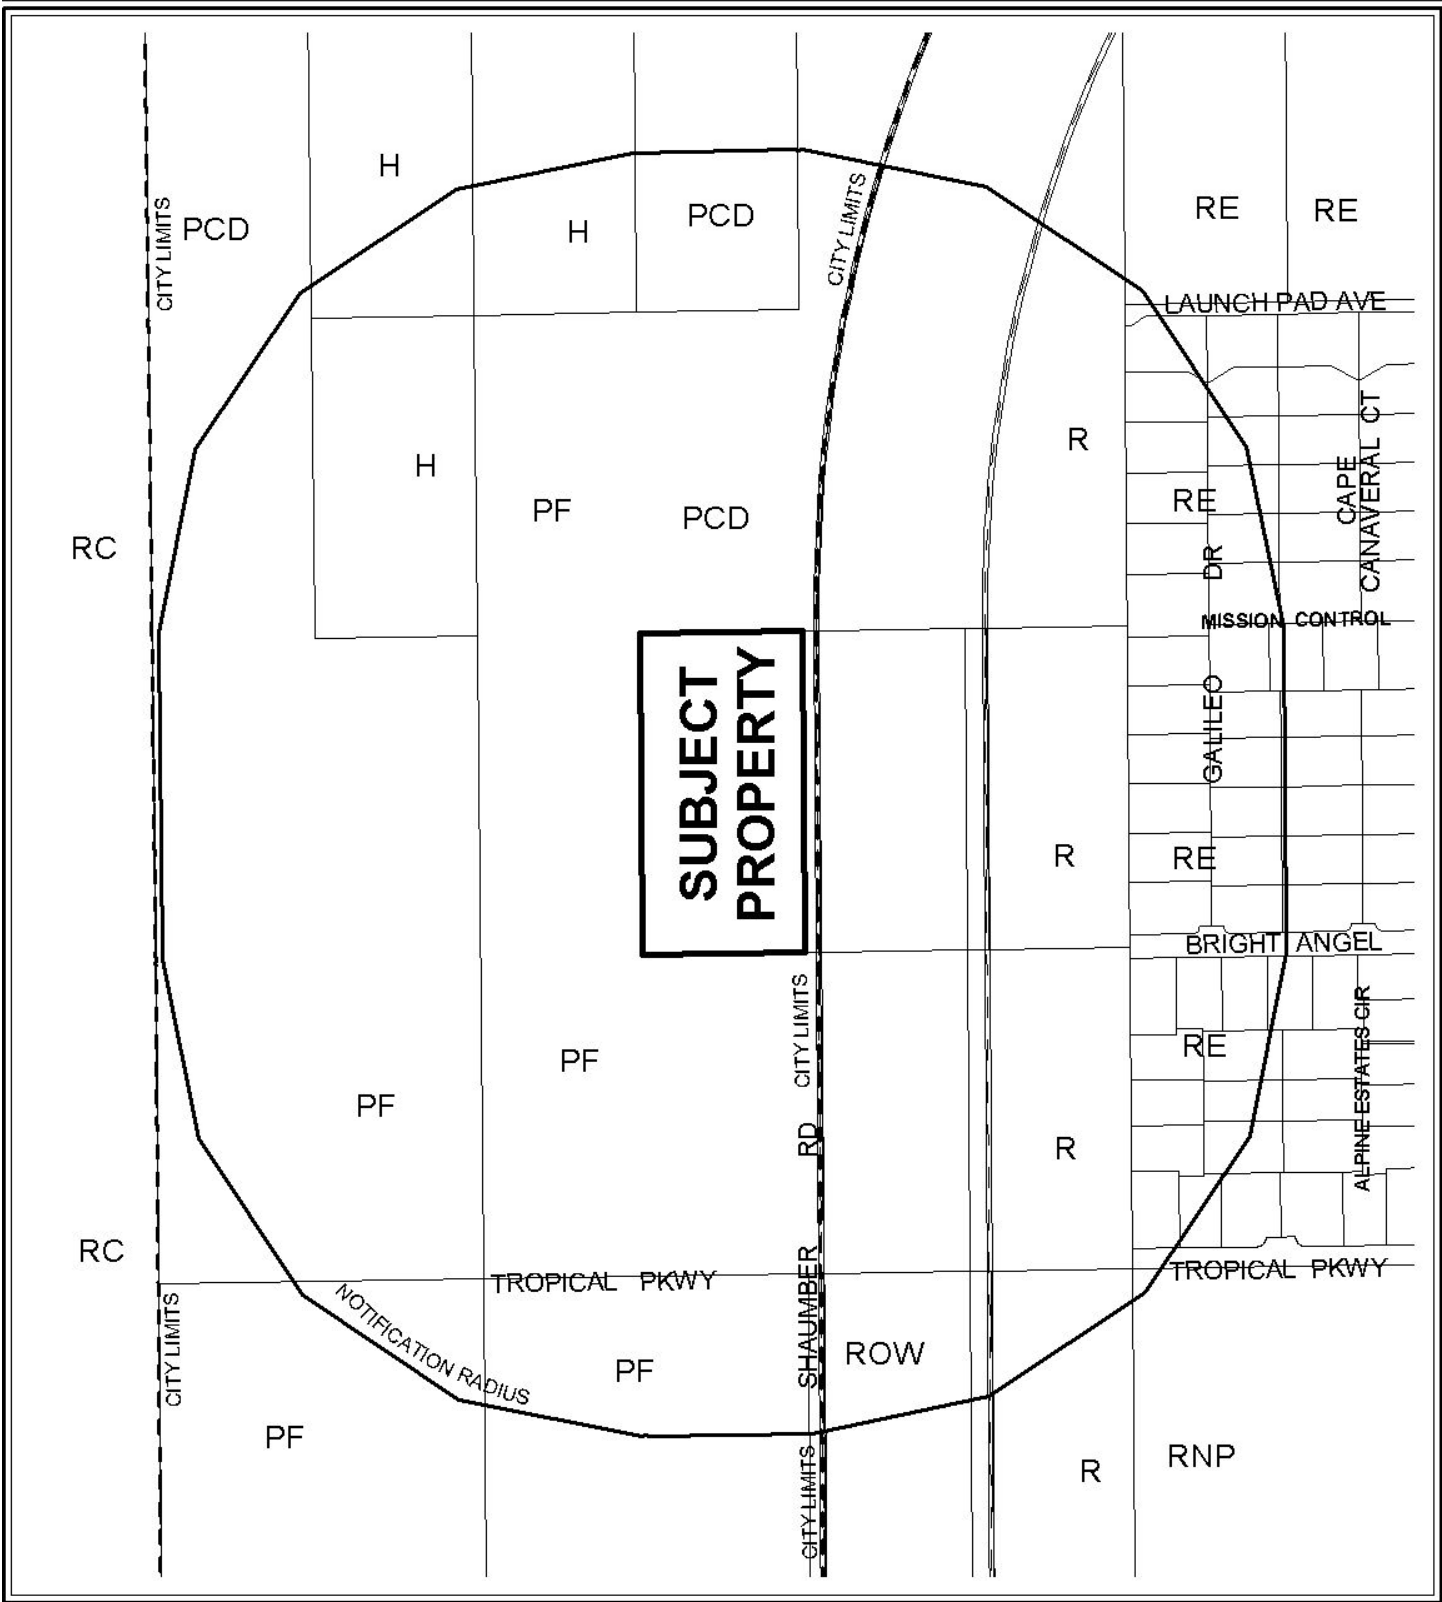 H
PCD
H
PCD
CITY LIMITS
CITY LIMITS
RE
RE
LAUNCH PAD AVE
R
H
PF
PCD
RE
CAPE
CANAVERAL CT
RC
GALILEO DR
MISSION CONTROL
SUBJECT
PROPERTY
R
RE
BRIGHT ANGEL
CITY LIMITS
PF
PF
RE
ALPINE ESTATES CIR
R
SHAUMBER RD
RC
TROPICAL PKWY
TROPICAL PKWY
NOTIFICATION RADIUS
CITY LIMITS
PF
ROW
PF
CITY LIMITS
R
RNP